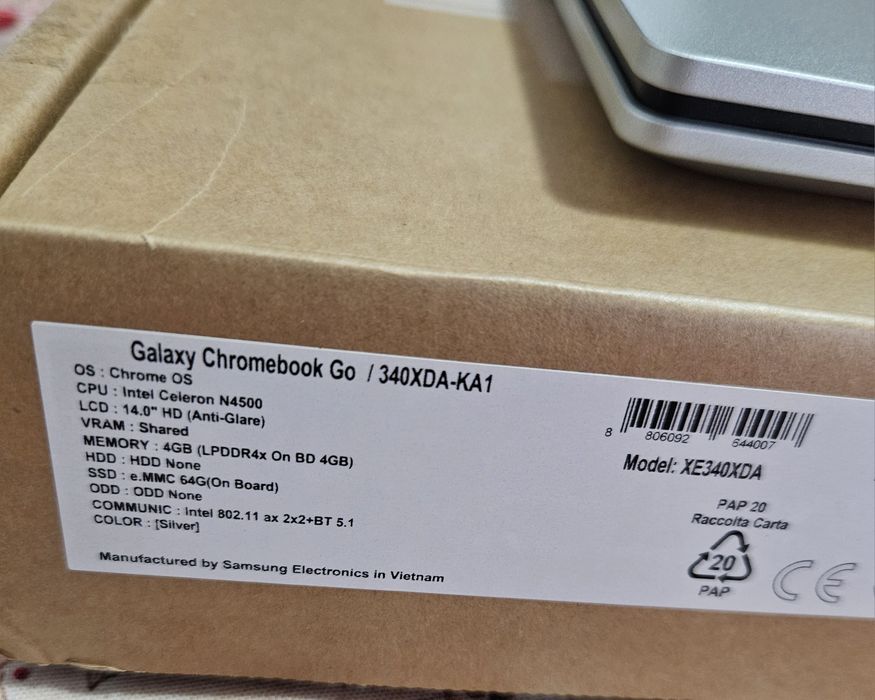 Galaxy Chromebook Go / 340XDA-KA1
OS : Chrome OS
CPU : Intel Celeron N4500
LCD : 14.0" HD (Anti-Glare)
VRAM : Shared
MEMORY : 4GB (LPDDR4x On BD 4GB)
HDD : HDD None
SSD : e.MMC 64G(On Board)
ODD : ODD None
COMMUNIC : Intel 802.11 ax 2x2+BT 5.1
COLOR : [Silver]
Manufactured by Samsung Electronics in Vietnam
8 806092 644007
Model: XE340XDA
PAP 20
Raccolta Carta
20
PAP
CE